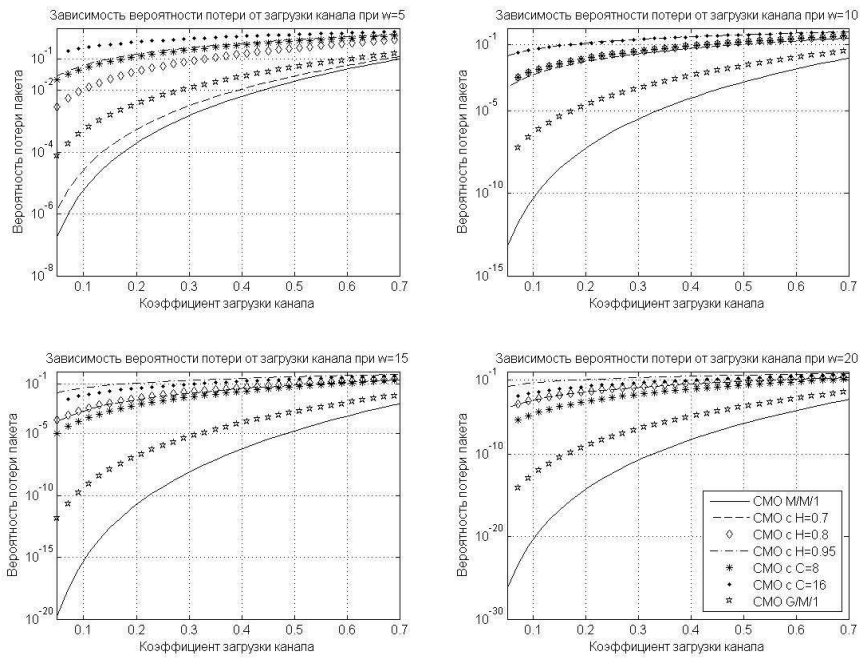 Зависимость вероятности потери от загрузки канала при w=5
10^-1
10^-2
10^-4
10^-6
10^-8
0.1 0.2 0.3 0.4 0.5 0.6 0.7
Вероятность потери пакета
Коэффициент загрузки канала
Зависимость вероятности потери от загрузки канала при w=10
10^-1
10^-5
10^-10
10^-15
0.1 0.2 0.3 0.4 0.5 0.6 0.7
Вероятность потери пакета
Коэффициент загрузки канала
Зависимость вероятности потери от загрузки канала при w=15
10^-1
10^-5
10^-10
10^-15
10^-20
0.1 0.2 0.3 0.4 0.5 0.6 0.7
Вероятность потери пакета
Коэффициент загрузки канала
Зависимость вероятности потери от загрузки канала при w=20
10^-1
10^-10
10^-20
10^-30
0.1 0.2 0.3 0.4 0.5 0.6 0.7
Вероятность потери пакета
Коэффициент загрузки канала
СМО M/M/1
СМО с H=0.7
СМО с H=0.8
СМО с H=0.95
СМО с C=8
СМО с C=16
СМО G/M/1